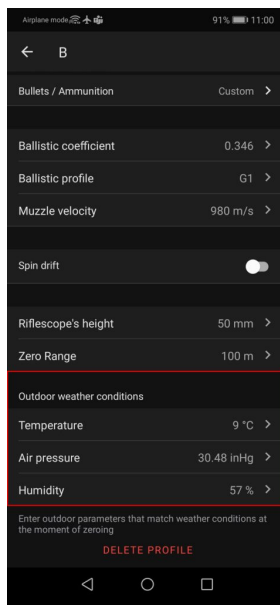 Airplane mode 91% 11:00
B
Bullets / Ammunition Custom
Ballistic coefficient 0.346
Ballistic profile G1
Muzzle velocity 980 m/s
Spin drift
Riflescope's height 50 mm
Zero Range 100 m
Outdoor weather conditions
Temperature 9 °C
Air pressure 30.48 inHg
Humidity 57 %
Enter outdoor parameters that match weather conditions at
the moment of zeroing
DELETE PROFILE